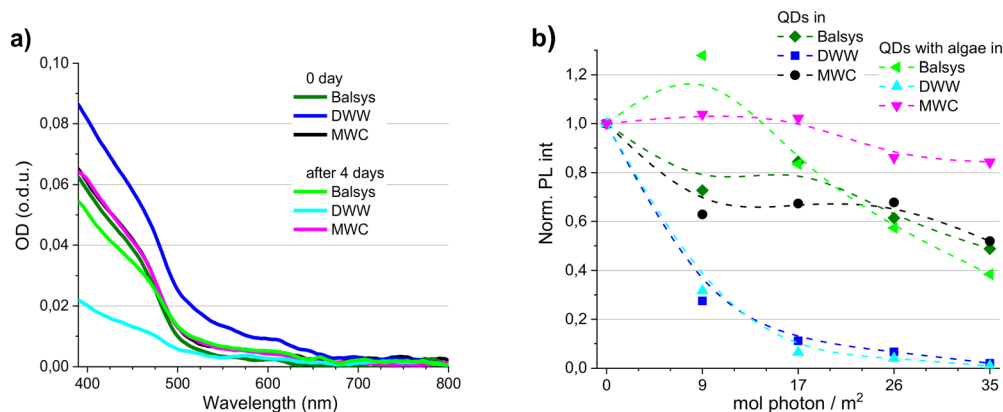 a)
0,10
0,08
0,06
0,04
0,02
0,00
OD (o.d.u.)
400
500
600
700
800
Wavelength (nm)
0 day
Balsys
DWW
MWC
after 4 days
Balsys
DWW
MWC
b)
QDs in
Balsys
DWW
MWC
QDs with algae in
Balsys
DWW
MWC
1,2
1,0
0,8
0,6
0,4
0,2
0,0
Norm. PL int
0
9
17
26
35
mol photon / m²